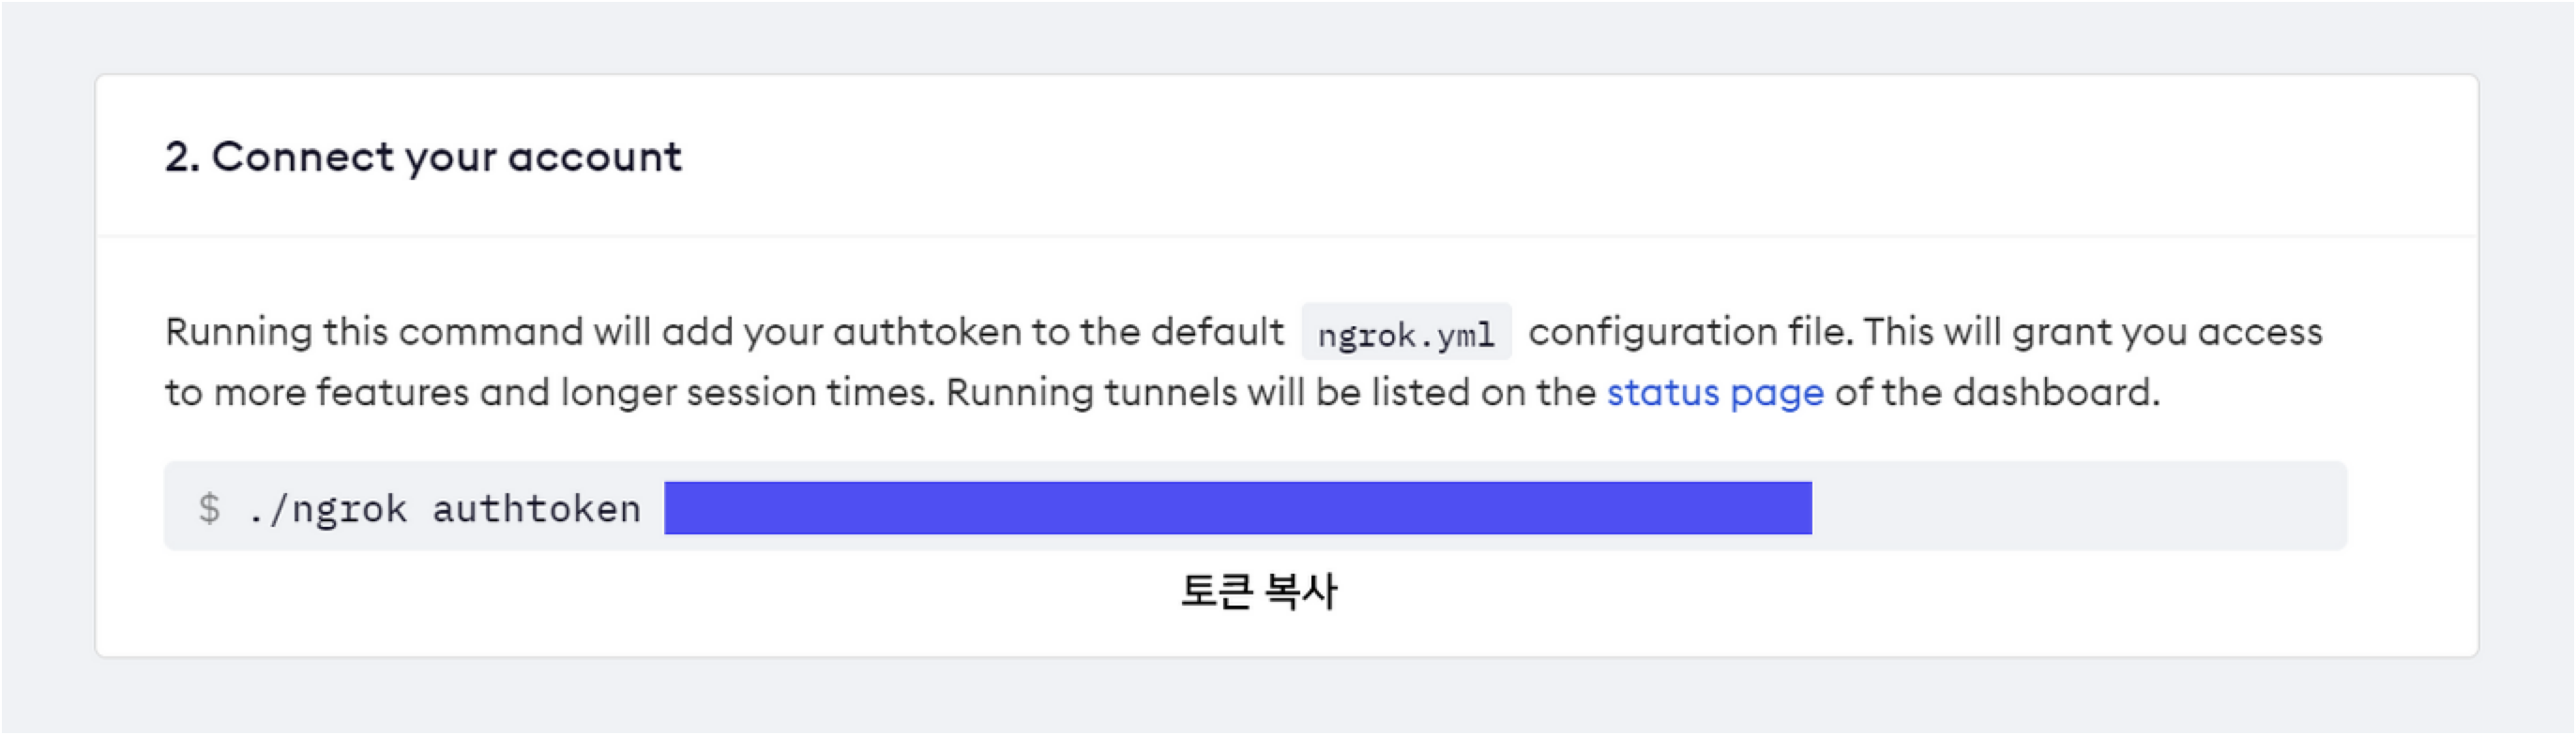 2. Connect your account
Running this command will add your authtoken to the default ngrok.yml configuration file. This will grant you access
to more features and longer session times. Running tunnels will be listed on the status page of the dashboard.
$ ./ngrok authtoken
토큰 복사